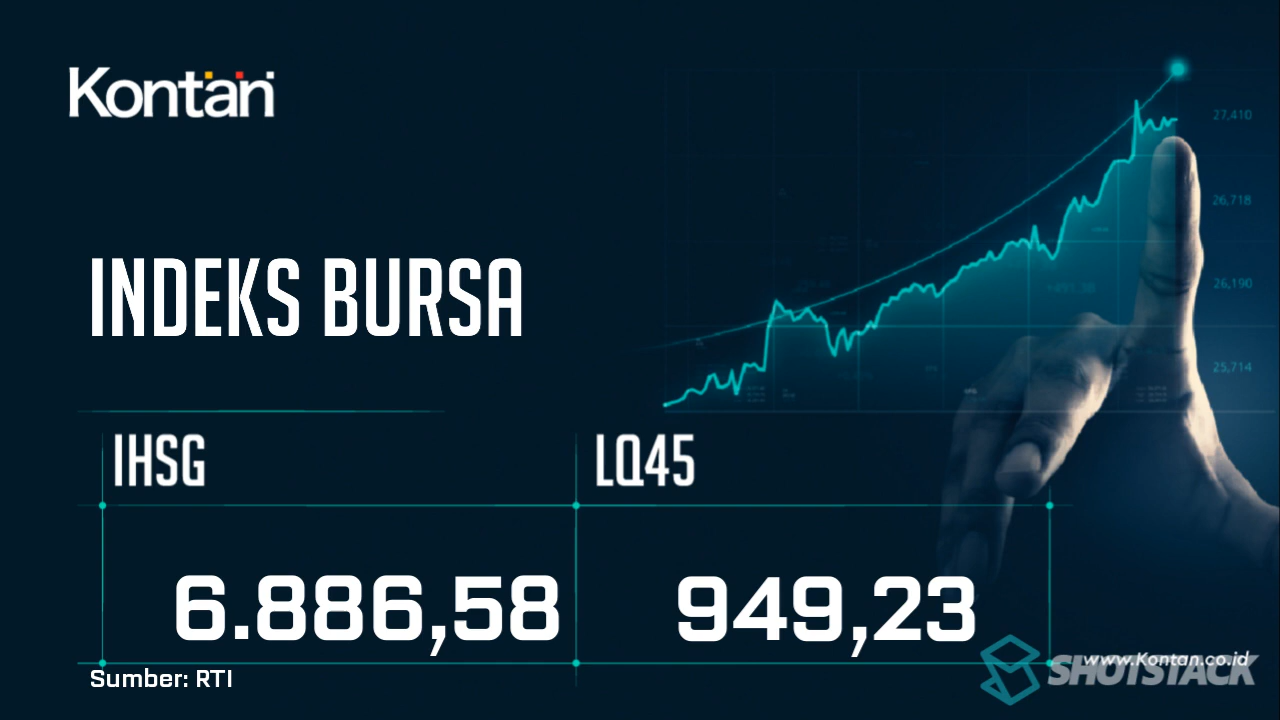 Kontan
27,410
26,718
INDEKS BURSA
26,190
25,714
IHSG
LQ45
6.886,58
949,23
www.Kontan.co.id
SHOTSTACK
Sumber: RTI